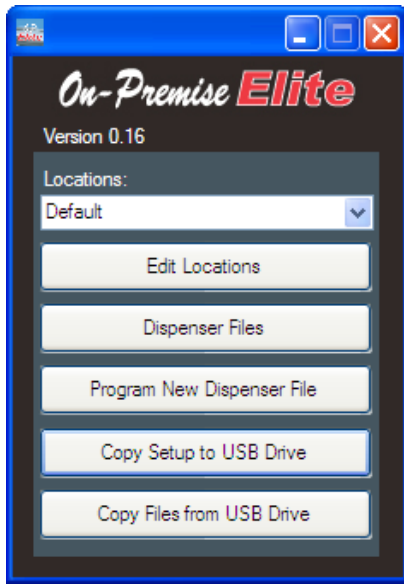 On-Premise Elite
Version 0.16
Locations:
Default
Edit Locations
Dispenser Files
Program New Dispenser File
Copy Setup to USB Drive
Copy Files from USB Drive